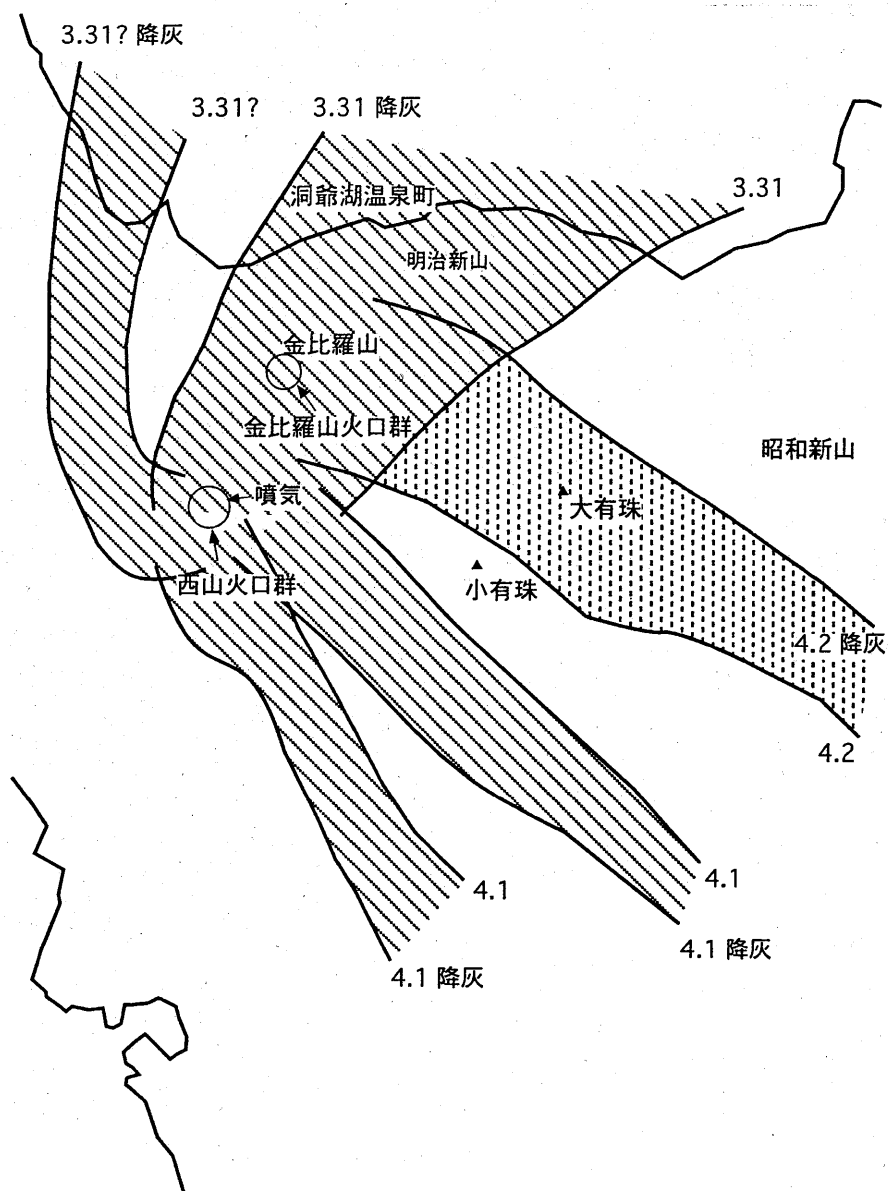 3.31? 降灰
3.31?
3.31 降灰
3.31
洞爺湖温泉町
明治新山
金比羅山
金比羅山火口群
昭和新山
噴気
大有珠
西山火口群
小有珠
4.2 降灰
4.2
4.1
4.1
4.1 降灰
4.1 降灰